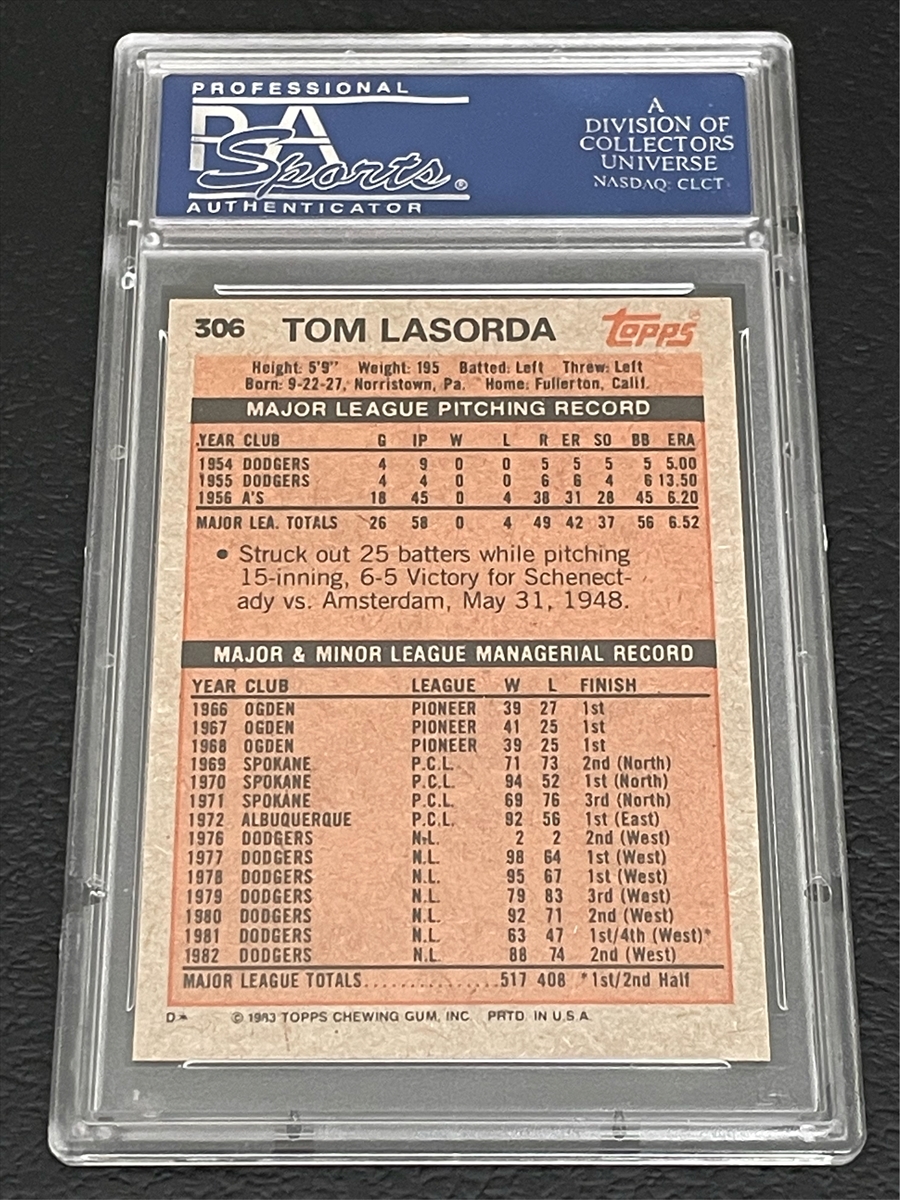 PROFESSIONAL
PSA
Sports®
AUTHENTICATOR
A
DIVISION OF
COLLECTORS
UNIVERSE
NASDAQ: CLCT
306 TOM LASORDA topps®
Height: 5'9" Weight: 195 Batted: Left Threw: Left
Born: 9-22-27, Norristown, Pa. Home: Fullerton, Calif.
MAJOR LEAGUE PITCHING RECORD
YEAR CLUB G IP W L R ER SO BB ERA
1954 DODGERS 4 9 0 0 5 5 5 5 5.00
1955 DODGERS 4 4 0 0 6 6 4 6 13.50
1956 A'S 18 45 0 4 38 31 28 45 6.20
MAJOR LEA. TOTALS 26 58 0 4 49 42 37 56 6.52
• Struck out 25 batters while pitching
15-inning, 6-5 Victory for Schenect-
ady vs. Amsterdam, May 31, 1948.
MAJOR & MINOR LEAGUE MANAGERIAL RECORD
YEAR CLUB LEAGUE W L FINISH
1966 OGDEN PIONEER 39 27 1st
1967 OGDEN PIONEER 41 25 1st
1968 OGDEN PIONEER 39 25 1st
1969 SPOKANE P.C.L. 71 73 2nd (North)
1970 SPOKANE P.C.L. 94 52 1st (North)
1971 SPOKANE P.C.L. 69 76 3rd (North)
1972 ALBUQUERQUE P.C.L. 92 56 1st (East)
1976 DODGERS N.L. 2 2 2nd (West)
1977 DODGERS N.L. 98 64 1st (West)
1978 DODGERS N.L. 95 67 1st (West)
1979 DODGERS N.L. 79 83 3rd (West)
1980 DODGERS N.L. 92 71 2nd (West)
1981 DODGERS N.L. 63 47 1st/4th (West)*
1982 DODGERS N.L. 88 74 2nd (West)
MAJOR LEAGUE TOTALS................517 408 *1st/2nd Half
D* © 1983 TOPPS CHEWING GUM, INC. PRTD. IN U.S.A.